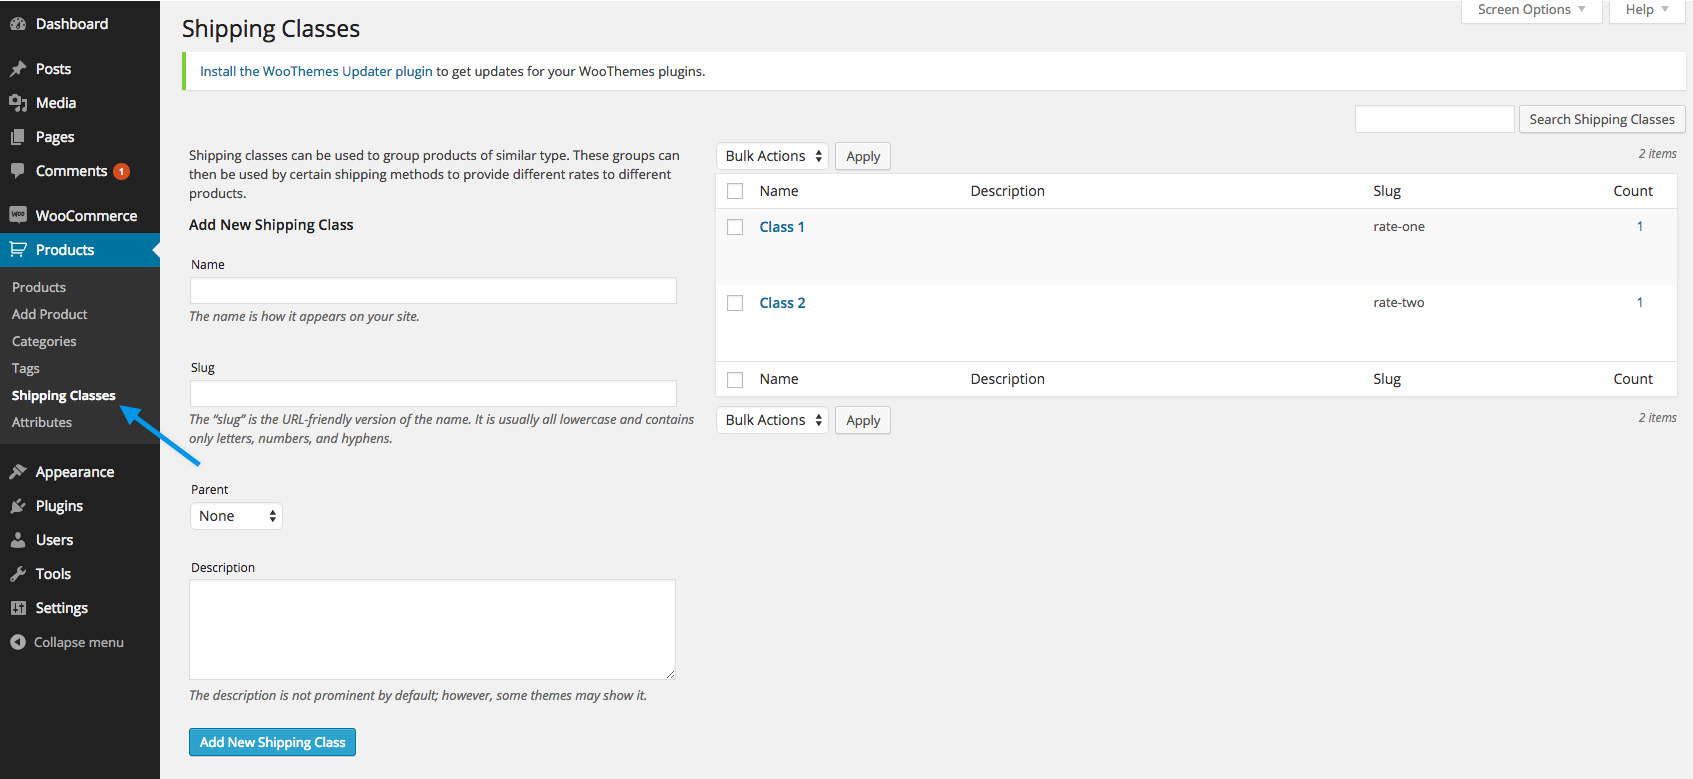 Dashboard
Posts
Media
Pages
Comments 1
WooCommerce
Products
Products
Add Product
Categories
Tags
Shipping Classes
Attributes
Appearance
Plugins
Users
Tools
Settings
Collapse menu
Screen Options Help
Shipping Classes
Install the WooThemes Updater plugin to get updates for your WooThemes plugins.
Search Shipping Classes
Shipping classes can be used to group products of similar type. These groups can
then be used by certain shipping methods to provide different rates to different
products.
Add New Shipping Class
Name
The name is how it appears on your site.
Slug
The “slug” is the URL-friendly version of the name. It is usually all lowercase and contains
only letters, numbers, and hyphens.
Parent
None
Description
The description is not prominent by default; however, some themes may show it.
Add New Shipping Class
Bulk Actions Apply 2 items
Name Description Slug Count
Class 1 rate-one 1
Class 2 rate-two 1
Name Description Slug Count
Bulk Actions Apply 2 items